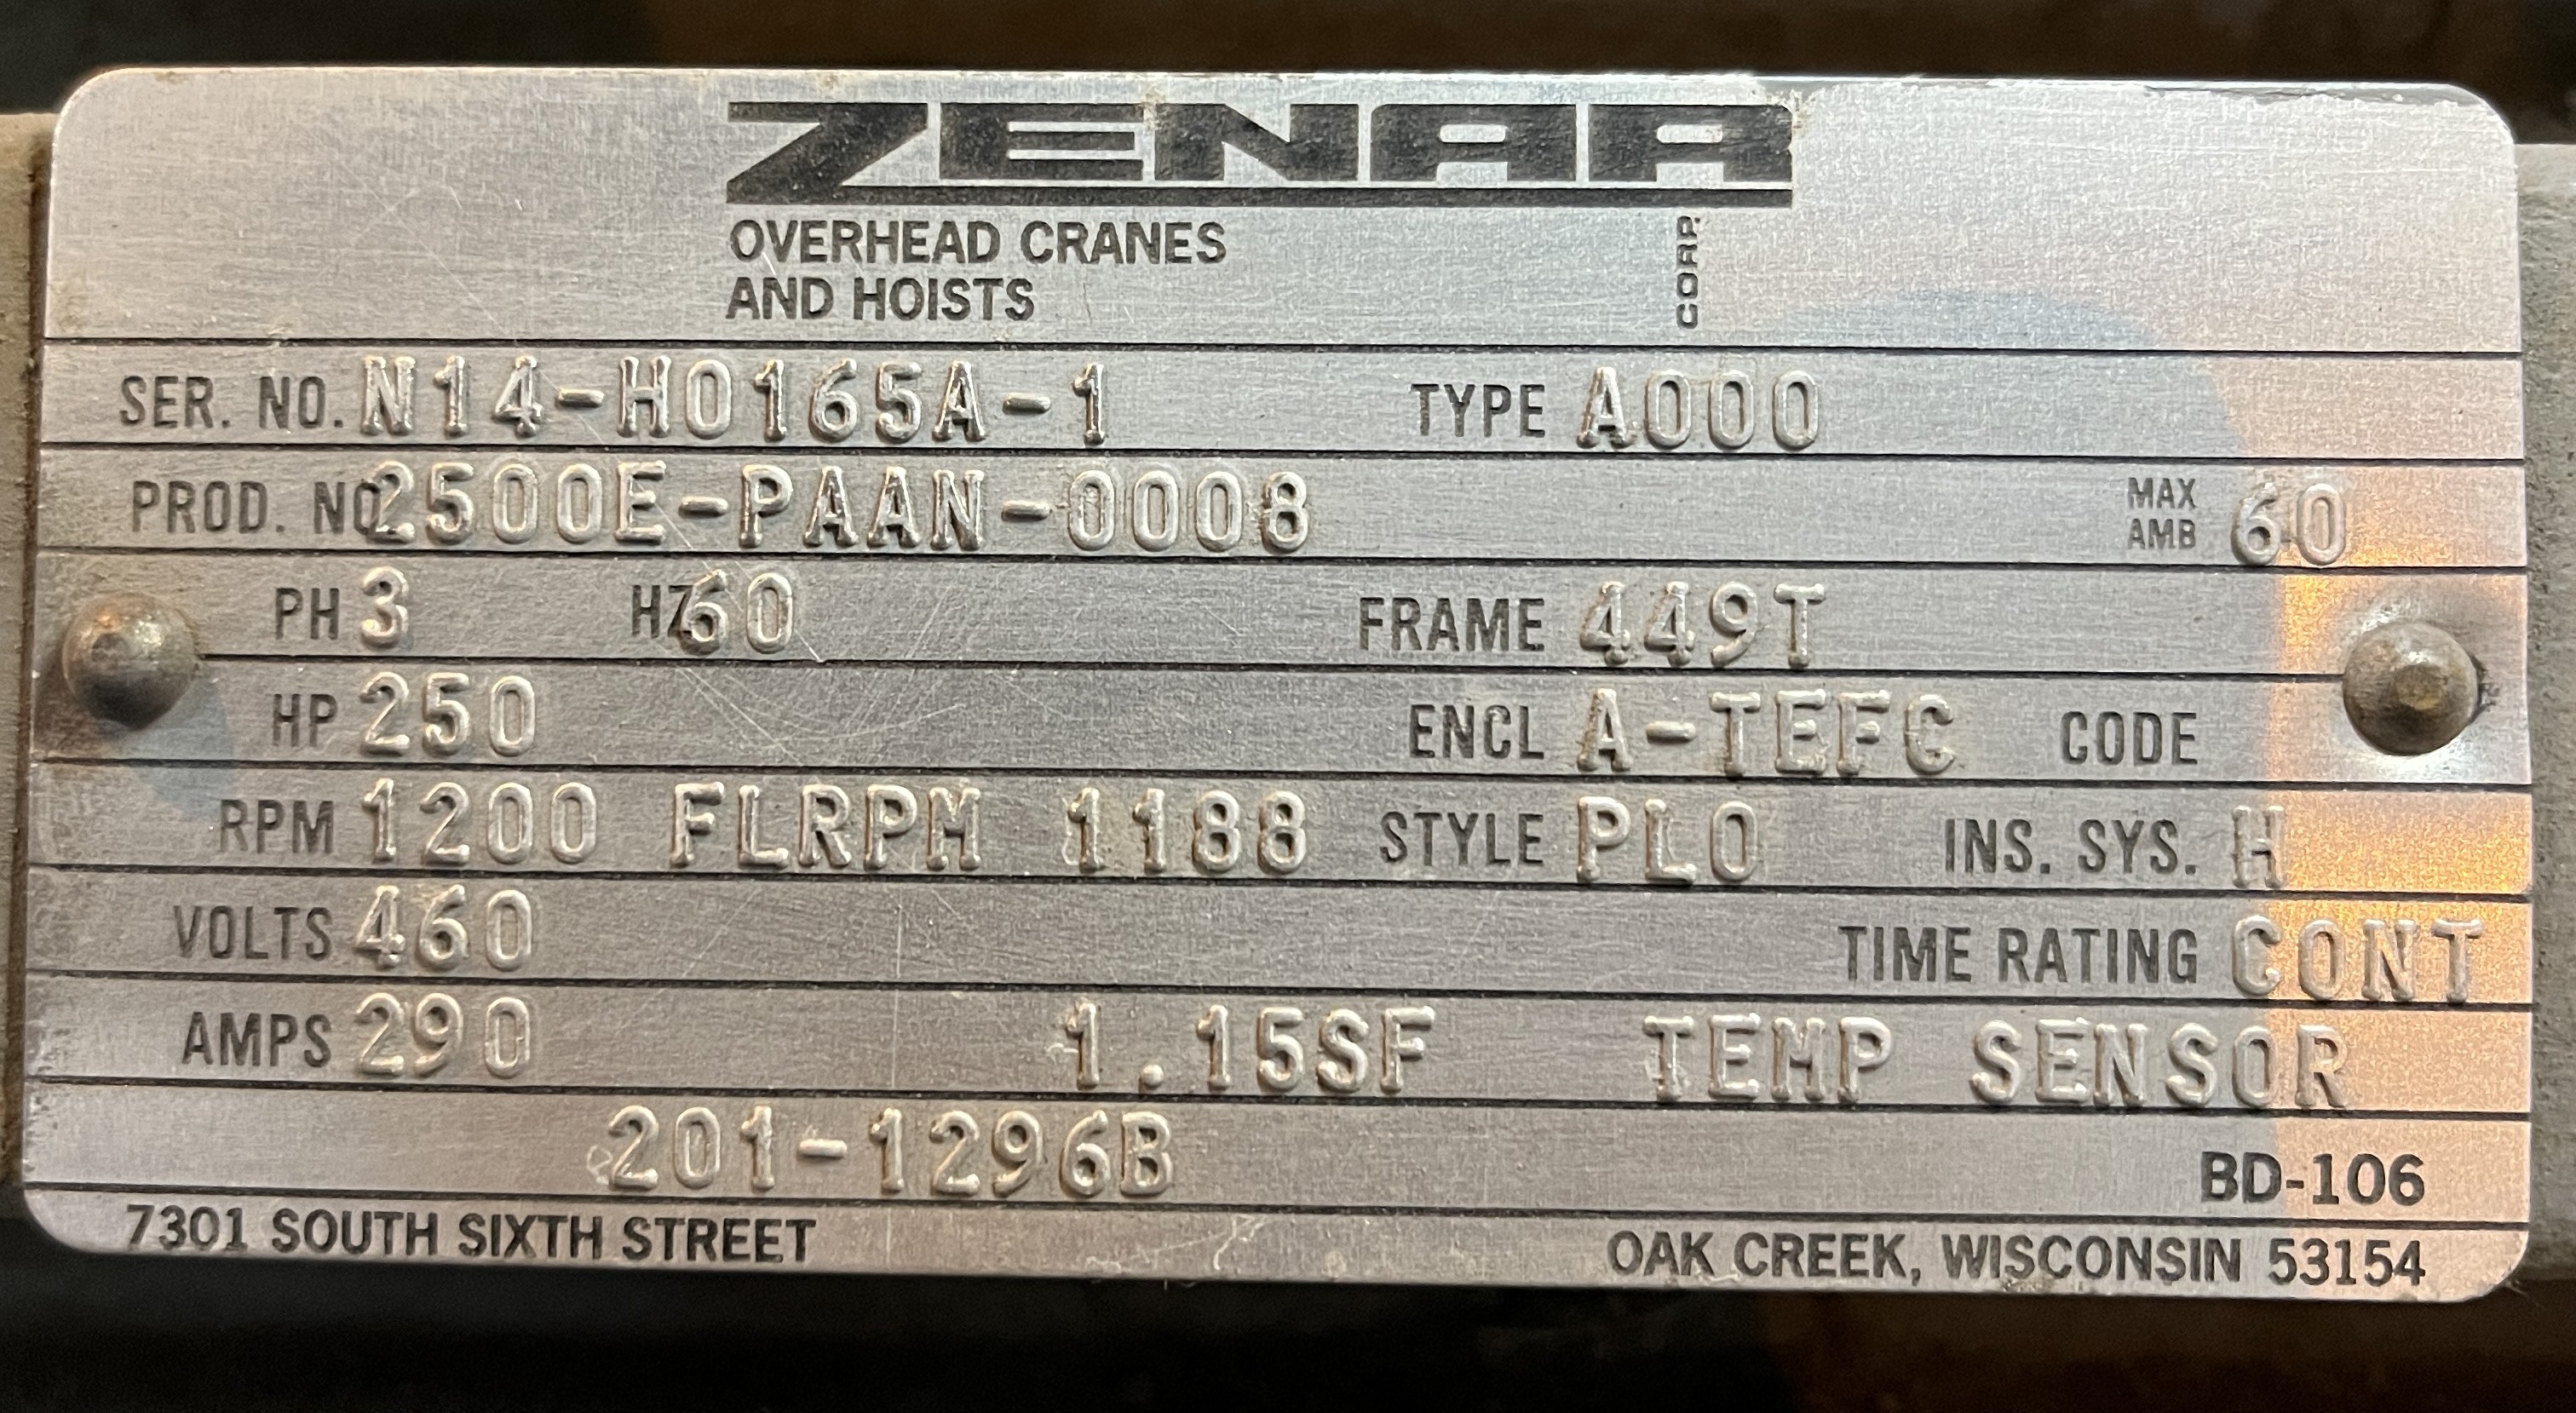 ZENAR
OVERHEAD CRANES
AND HOISTS
CORP.
SER. NO. N14-H0165A-1 TYPE A000
PROD. NO. 2500E-PAAN-0008 MAX AMB 60
PH 3 HZ 60 FRAME 449T
HP 250 ENCL A-TEFC CODE
RPM 1200 FLRPM 1188 STYLE PLO INS. SYS. H
VOLTS 460 TIME RATING CONT
AMPS 290 1.15SF TEMP SENSOR
201-1296B BD-106
7301 SOUTH SIXTH STREET OAK CREEK, WISCONSIN 53154